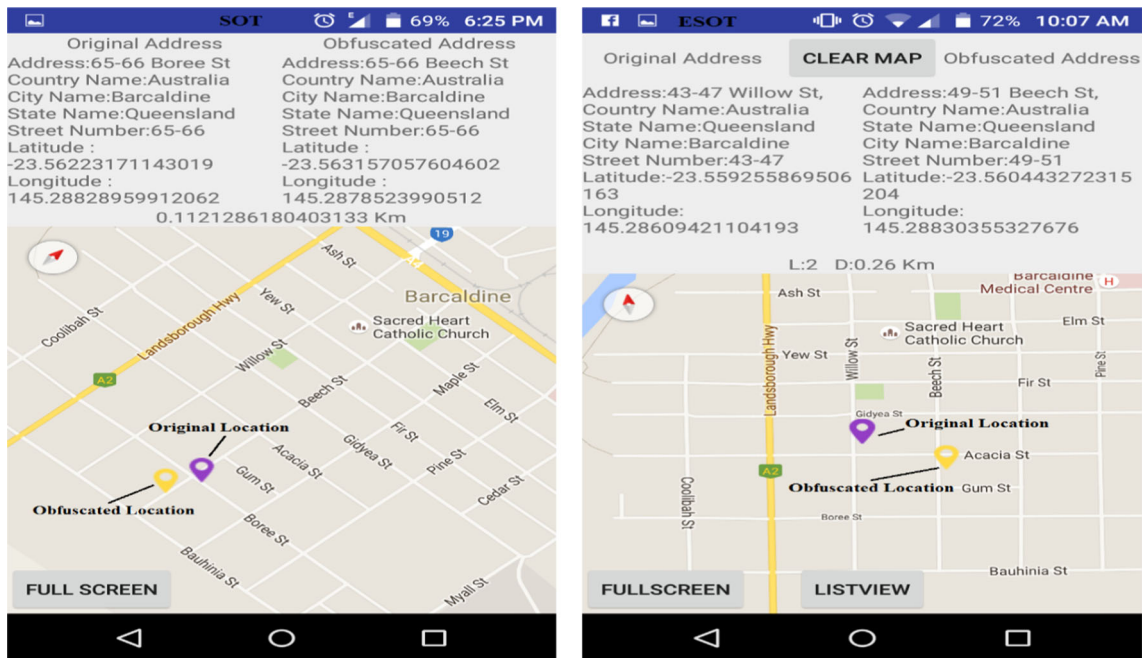 SOT
E
69% 6:25 PM
Original Address
Obfuscated Address
Address:65-66 Boree St
Country Name:Australia
City Name:Barcaldine
State Name:Queensland
Street Number:65-66
Latitude :
-23.56223171143019
Longitude :
145.28828959912062
Address:65-66 Beech St
Country Name:Australia
City Name:Barcaldine
State Name:Queensland
Street Number:65-66
Latitude :
-23.563157057604602
Longitude :
145.2878523990512
0.1121286180403133 Km
19
Ash St
A2
Barcaldine
Yew St
Landsborough Hwy
Coolibah St
Sacred Heart
Catholic Church
Willow St
A2
Beech St
Maple St
Elm St
Original Location
Fir St
Gidyea St
Acacia St
Pine St
Gum St
Cedar St
Obfuscated Location
Boree St
Bauhinia St
Myall St
FULL SCREEN
ESOT
72% 10:07 AM
Original Address
CLEAR MAP
Obfuscated Address
Address:43-47 Willow St,
Country Name:Australia
State Name:Queensland
City Name:Barcaldine
Street Number:43-47
Latitude:-23.559255869506
163
Longitude:
145.28609421104193
Address:49-51 Beech St,
Country Name:Australia
State Name:Queensland
City Name:Barcaldine
Street Number:49-51
Latitude:-23.560443272315
204
Longitude:
145.28830355327676
L:2 D:0.26 Km
Barcaldine
Medical Centre
H
Ash St
Elm St
Sacred Heart
Catholic Church
Landsborough Hwy
Yew St
Willow St
Beech St
Pine St
Fir St
Gidyea St
Original Location
Acacia St
A2
Obfuscated Location
Gum St
Coolibah St
Boree St
Bauhinia St
FULLSCREEN
LISTVIEW